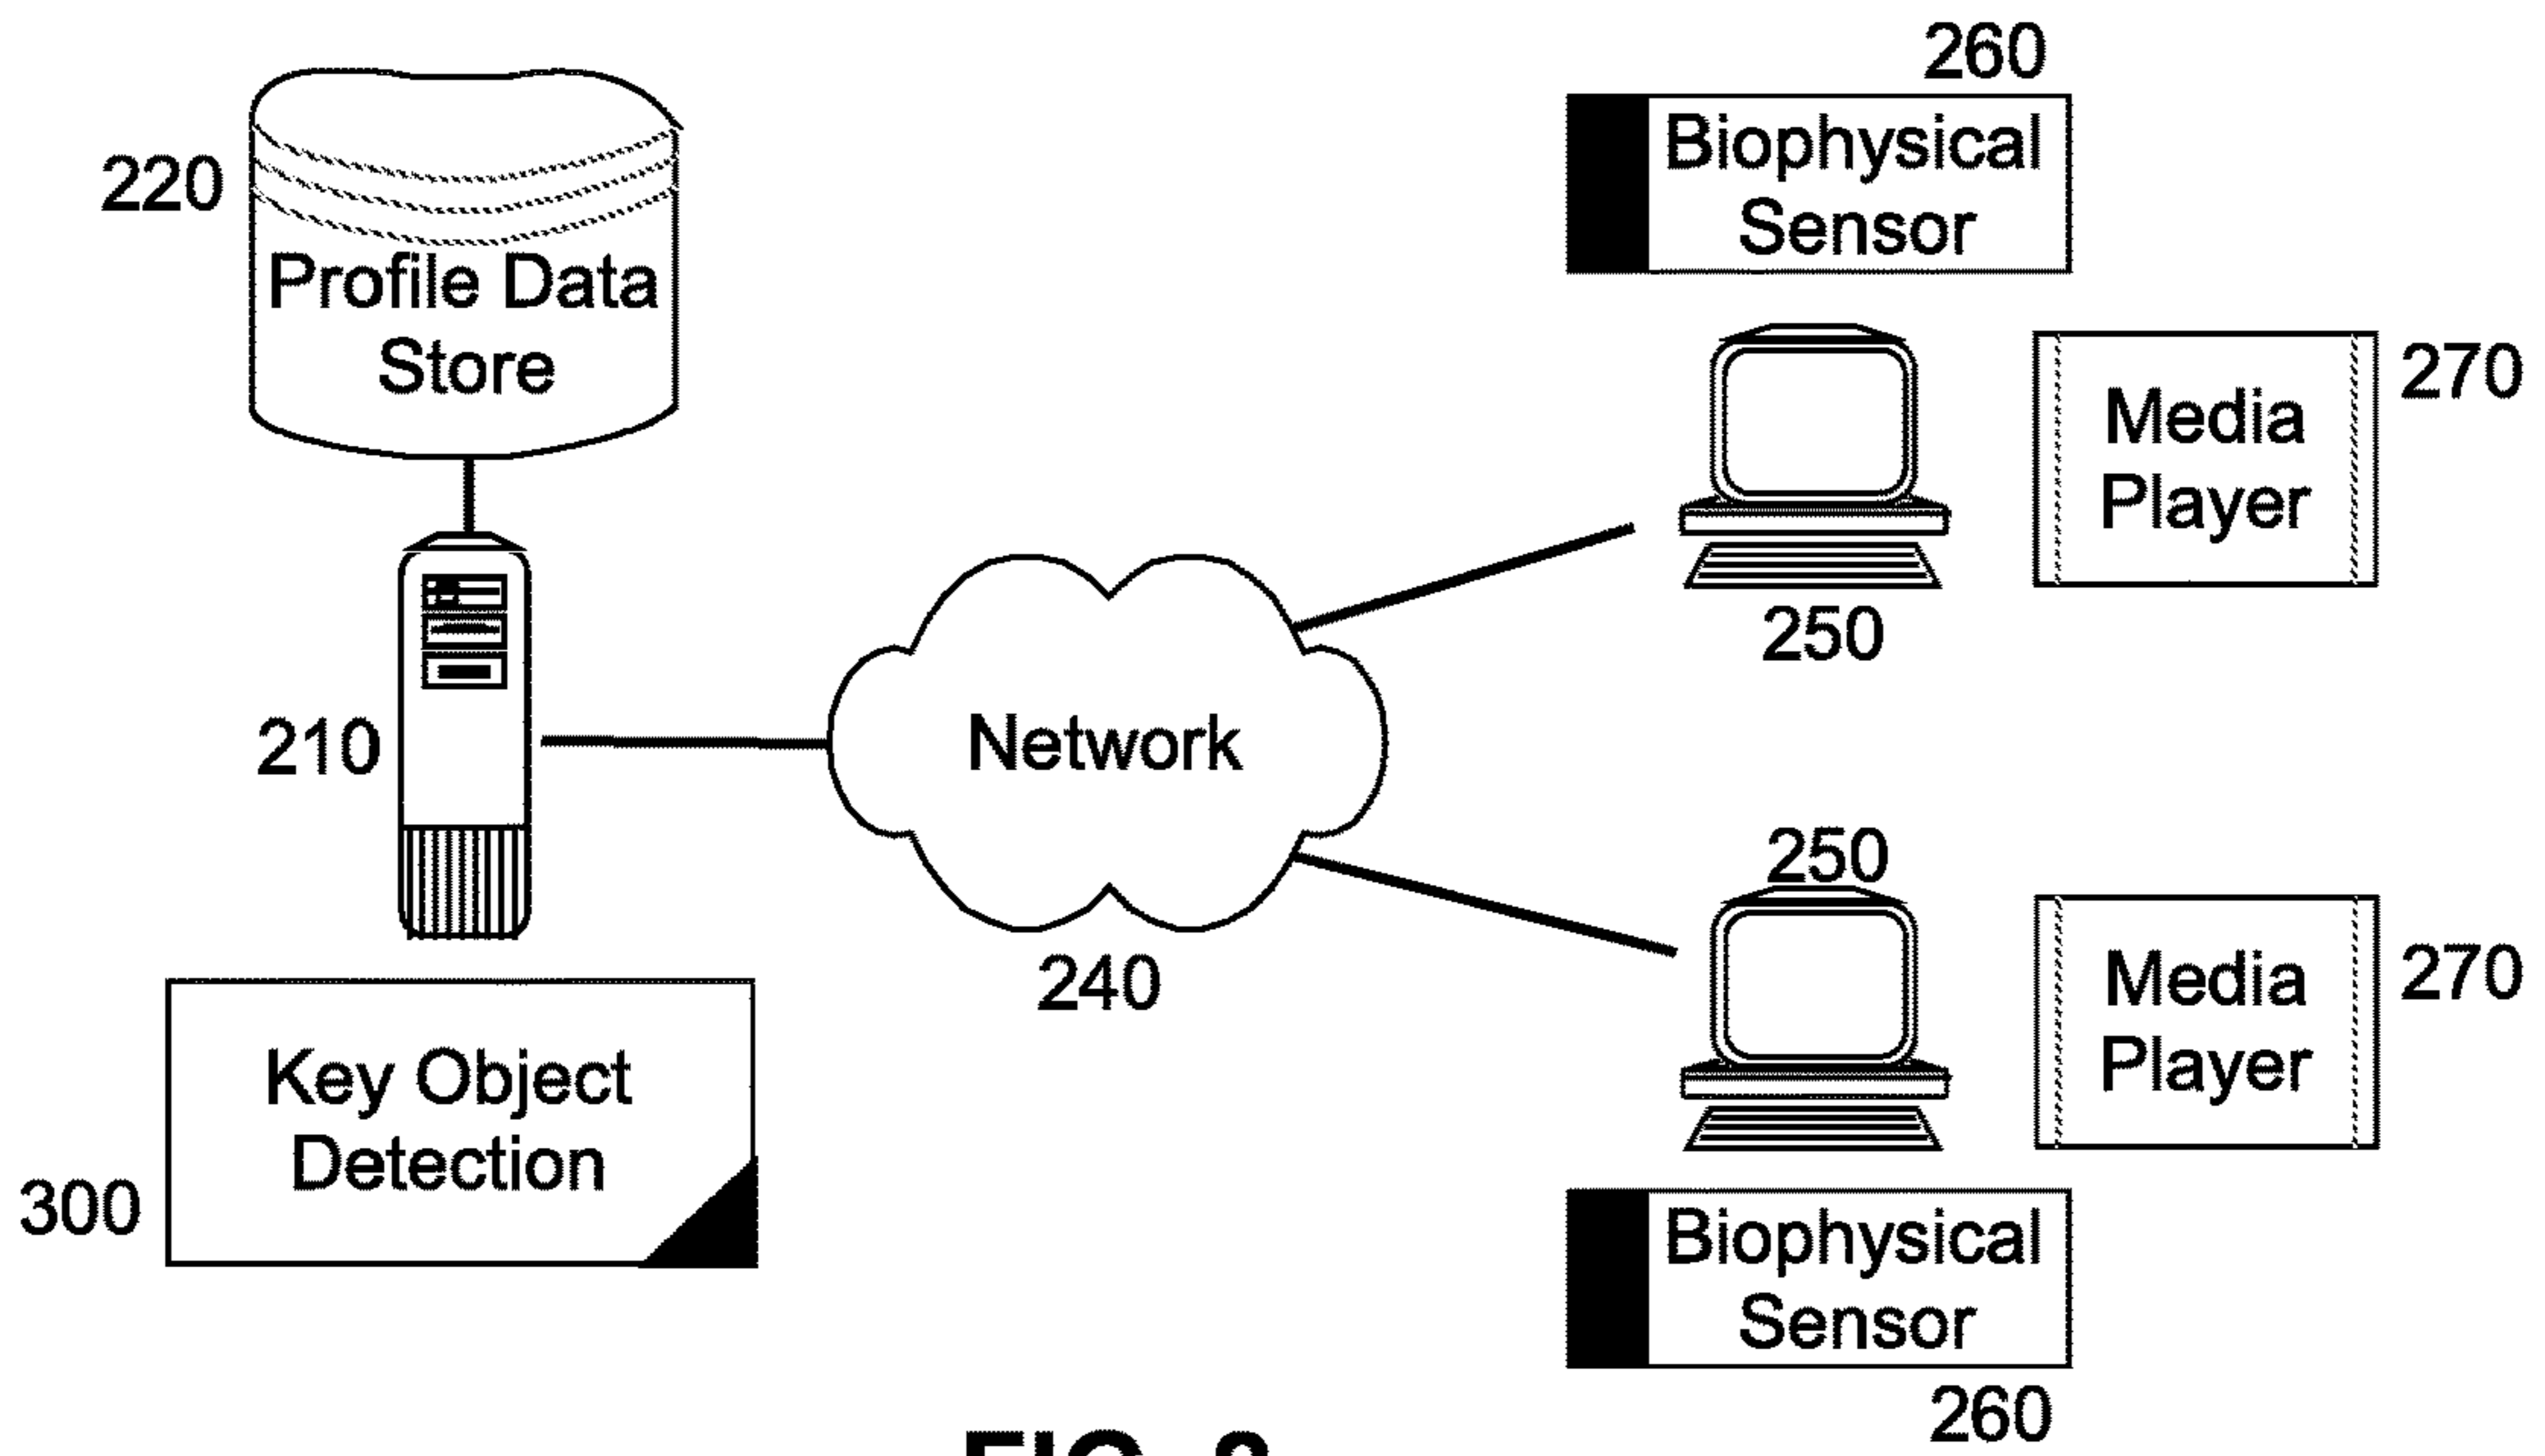 260
Biophysical
Sensor
220
Profile Data
Store
270
Media
Player
250
210
Network
250
240
270
Media
Player
Key Object
Detection
300
Biophysical
Sensor
260